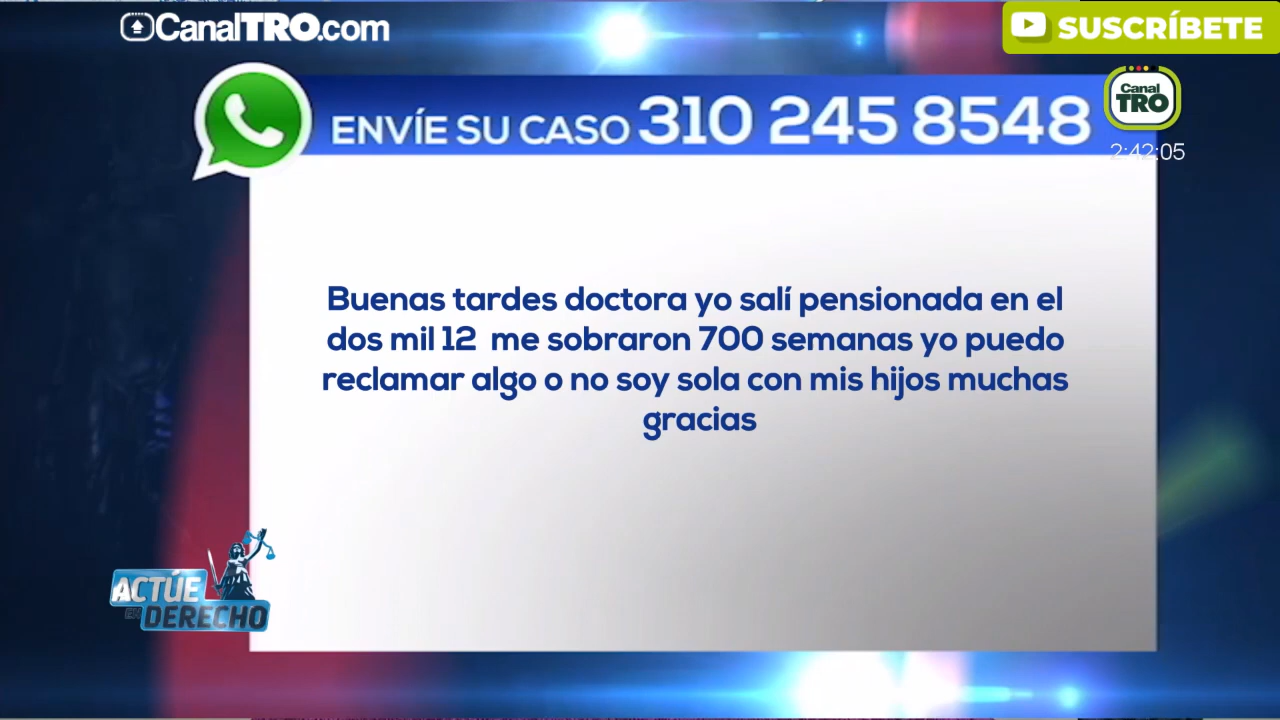 CanalTRO.com
SUSCRÍBETE
ENVÍE SU CASO 310 245 8548
Canal
TRO
2:42:05
Buenas tardes doctora yo salí pensionada en el
dos mil 12 me sobraron 700 semanas yo puedo
reclamar algo o no soy sola con mis hijos muchas
gracias
ACTÚE
EN DERECHO